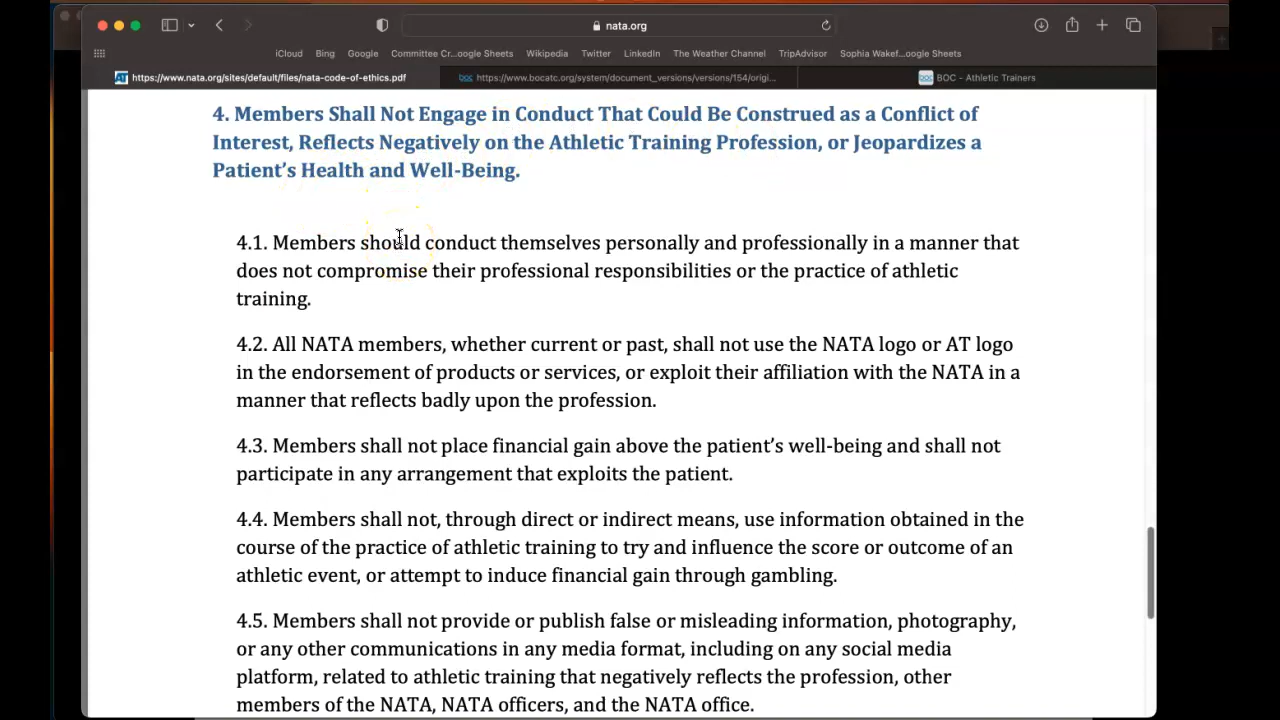 nata.org
iCloud Bing Google Committee Cr...oogle Sheets Wikipedia Twitter LinkedIn The Weather Channel TripAdvisor Sophia Wakef...oogle Sheets
https://www.nata.org/sites/default/files/nata-code-of-ethics.pdf boc https://www.bocatc.org/system/document_versions/versions/154/origi... boc BOC - Athletic Trainers
4. Members Shall Not Engage in Conduct That Could Be Construed as a Conflict of
Interest, Reflects Negatively on the Athletic Training Profession, or Jeopardizes a
Patient’s Health and Well-Being.
4.1. Members should conduct themselves personally and professionally in a manner that
does not compromise their professional responsibilities or the practice of athletic
training.
4.2. All NATA members, whether current or past, shall not use the NATA logo or AT logo
in the endorsement of products or services, or exploit their affiliation with the NATA in a
manner that reflects badly upon the profession.
4.3. Members shall not place financial gain above the patient’s well-being and shall not
participate in any arrangement that exploits the patient.
4.4. Members shall not, through direct or indirect means, use information obtained in the
course of the practice of athletic training to try and influence the score or outcome of an
athletic event, or attempt to induce financial gain through gambling.
4.5. Members shall not provide or publish false or misleading information, photography,
or any other communications in any media format, including on any social media
platform, related to athletic training that negatively reflects the profession, other
members of the NATA, NATA officers, and the NATA office.